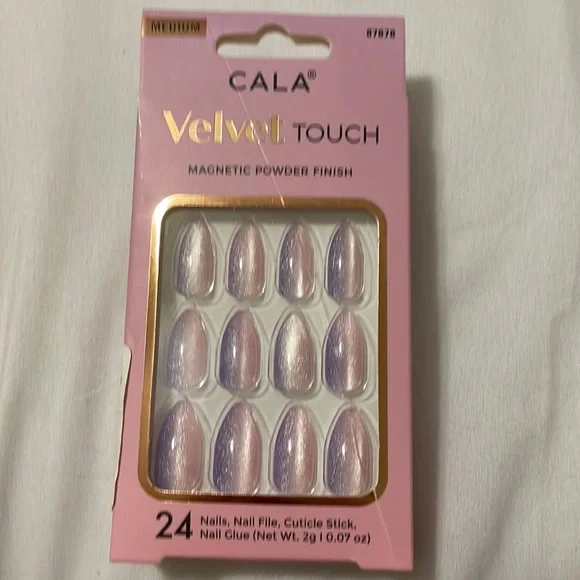 MEDIUM
87878
CALA®
Velvet TOUCH
MAGNETIC POWDER FINISH
24 Nails, Nail File, Cuticle Stick,
Nail Glue (Net Wt. 2g | 0.07 oz)